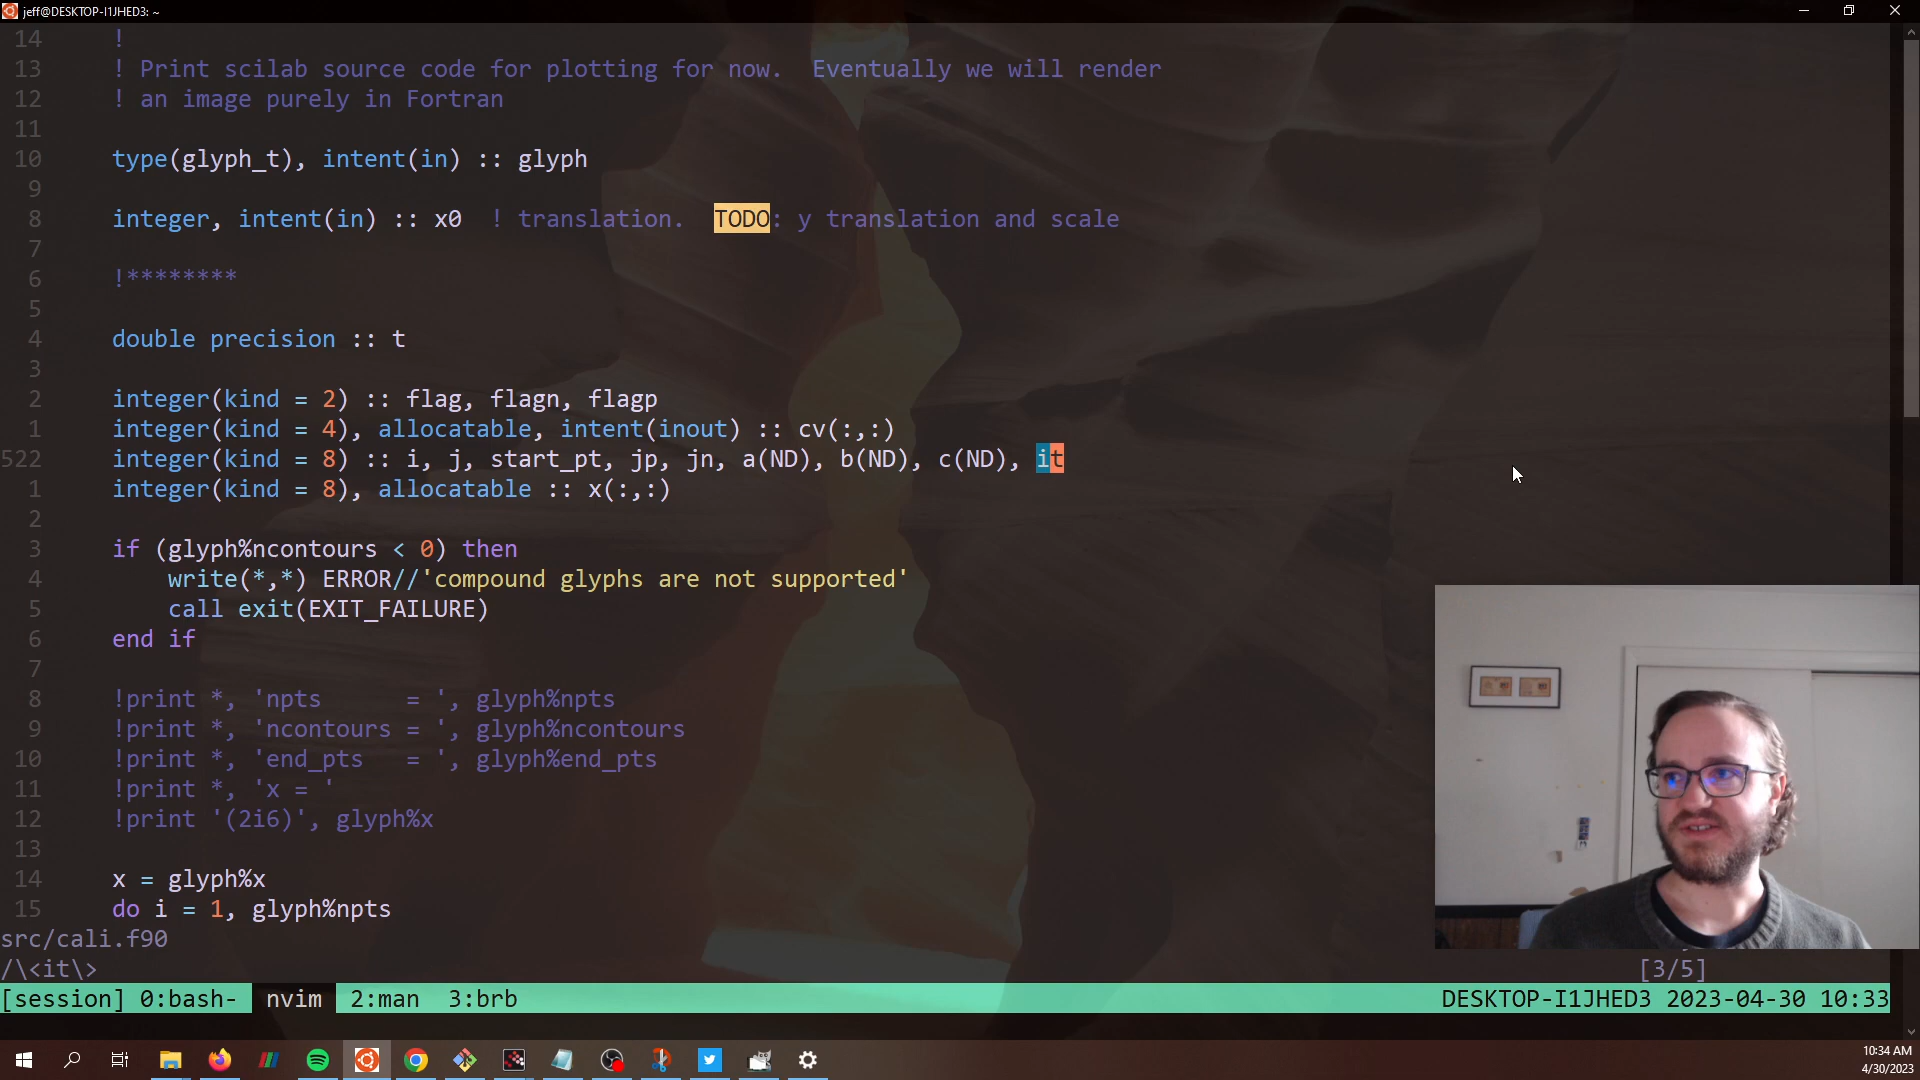 jeff@DESKTOP-I1JHED3: ~
14 !
13 ! Print scilab source code for plotting for now.  Eventually we will render
12 ! an image purely in Fortran
11
10 type(glyph_t), intent(in) :: glyph
9
8 integer, intent(in) :: x0  ! translation.  TODO: y translation and scale
7
6 !********
5
4 double precision :: t
3
2 integer(kind = 2) :: flag, flagn, flagp
1 integer(kind = 4), allocatable, intent(inout) :: cv(:,:)
522 integer(kind = 8) :: i, j, start_pt, jp, jn, a(ND), b(ND), c(ND), it
1 integer(kind = 8), allocatable :: x(:,:)
2
3 if (glyph%ncontours < 0) then
4 write(*,*) ERROR//'compound glyphs are not supported'
5 call exit(EXIT_FAILURE)
6 end if
7
8 !print *, 'npts      = ', glyph%npts
9 !print *, 'ncontours = ', glyph%ncontours
10 !print *, 'end_pts   = ', glyph%end_pts
11 !print *, 'x = '
12 !print '(2i6)', glyph%x
13
14 x = glyph%x
15 do i = 1, glyph%npts
src/cali.f90
/\<it\> [3/5]
[session] 0:bash- nvim 2:man 3:brb DESKTOP-I1JHED3 2023-04-30 10:33
10:34 AM
4/30/2023